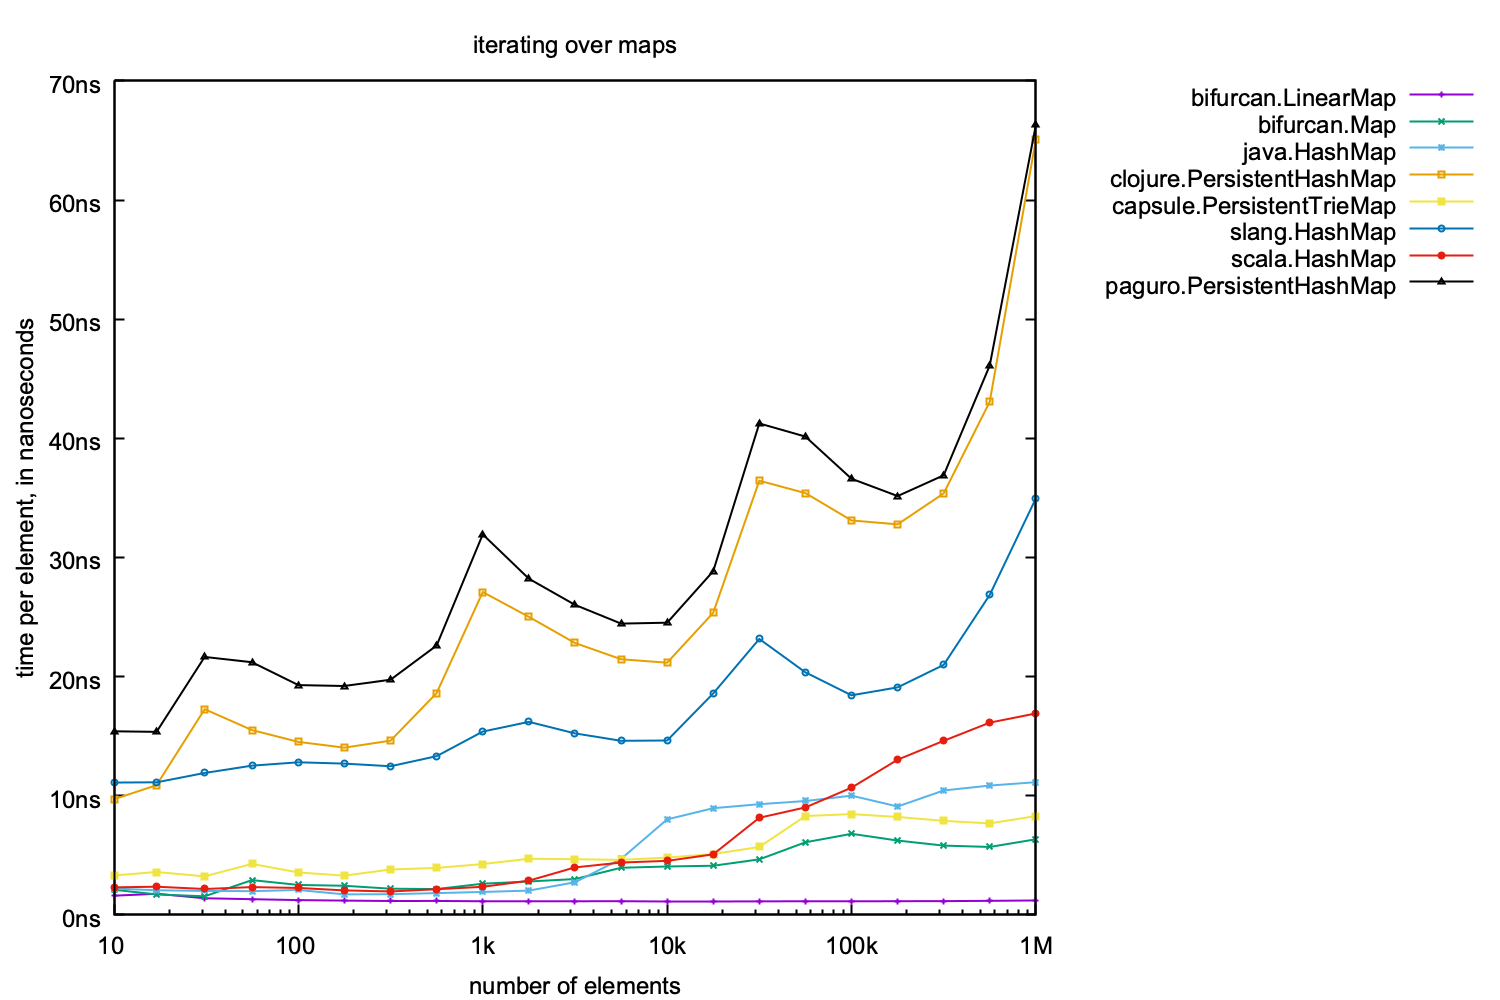 iterating over maps
70ns
60ns
50ns
40ns
30ns
20ns
10ns
0ns
time per element, in nanoseconds
10
100
1k
10k
100k
1M
number of elements
bifurcan.LinearMap
bifurcan.Map
java.HashMap
clojure.PersistentHashMap
capsule.PersistentTrieMap
slang.HashMap
scala.HashMap
paguro.PersistentHashMap